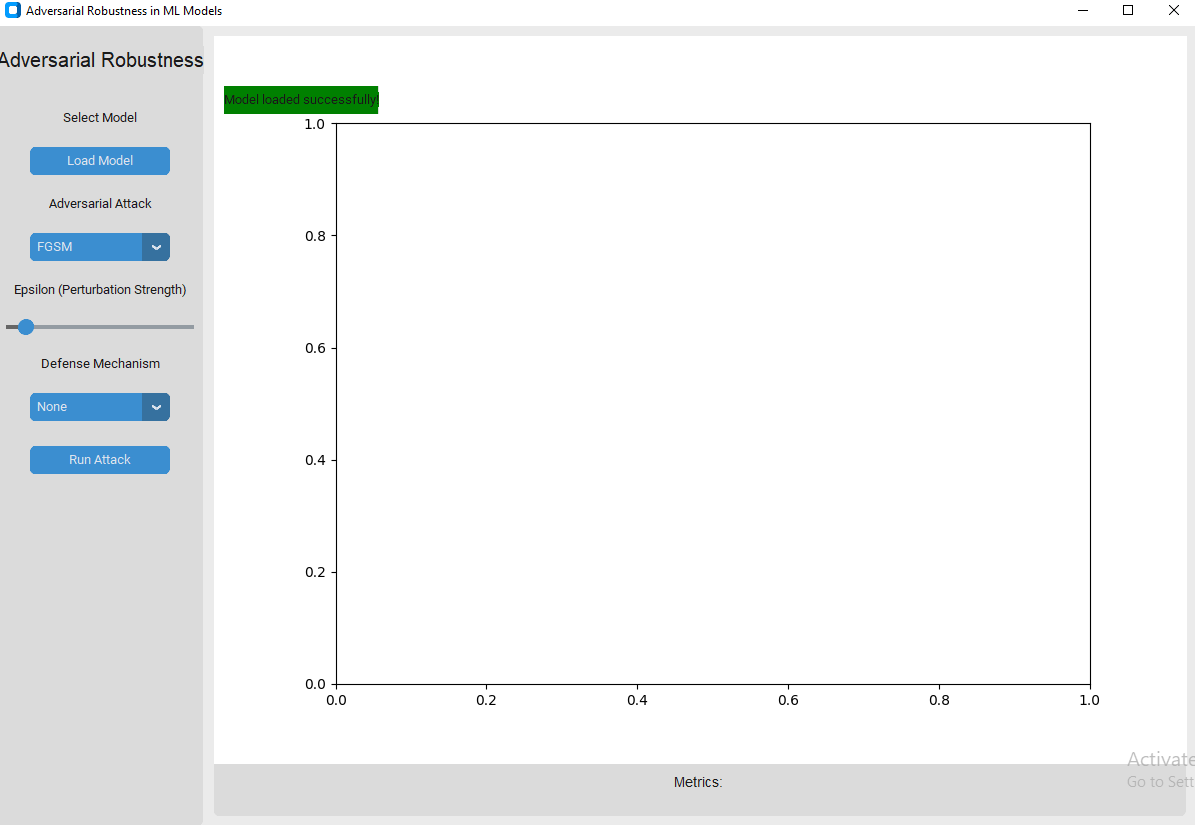 Adversarial Robustness in ML Models
Adversarial Robustness
Select Model
Load Model
Adversarial Attack
FGSM
Epsilon (Perturbation Strength)
Defense Mechanism
None
Run Attack
Model loaded successfully!
1.0
0.8
0.6
0.4
0.2
0.0
0.0 0.2 0.4 0.6 0.8 1.0
Metrics:
Activate
Go to Sett